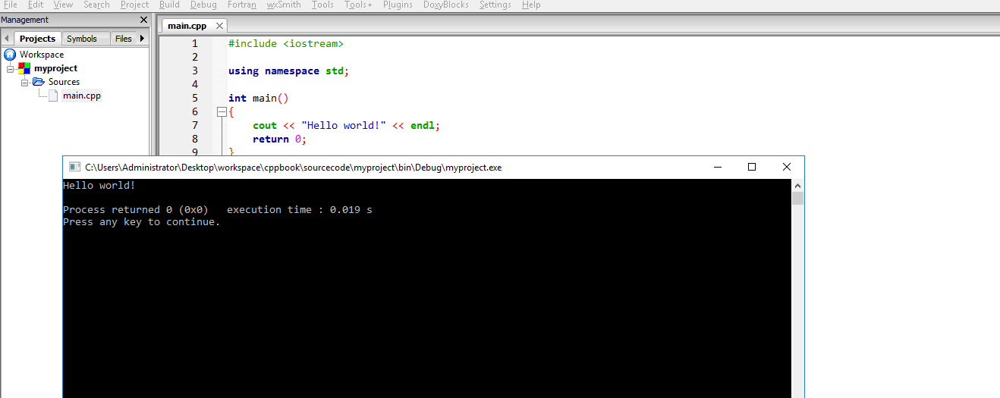 File Edit View Search Project Build Debug Fortran wxSmith Tools Tools+ Plugins DoxyBlocks Settings Help
Management
Projects Symbols Files
Workspace
myproject
Sources
main.cpp
main.cpp
1 #include <iostream>
2
3 using namespace std;
4
5 int main()
6 {
7 cout << "Hello world!" << endl;
8 return 0;
9 }
C:\Users\Administrator\Desktop\workspace\cppbook\sourcecode\myproject\bin\Debug\myproject.exe
Hello world!
Process returned 0 (0x0) execution time : 0.019 s
Press any key to continue.